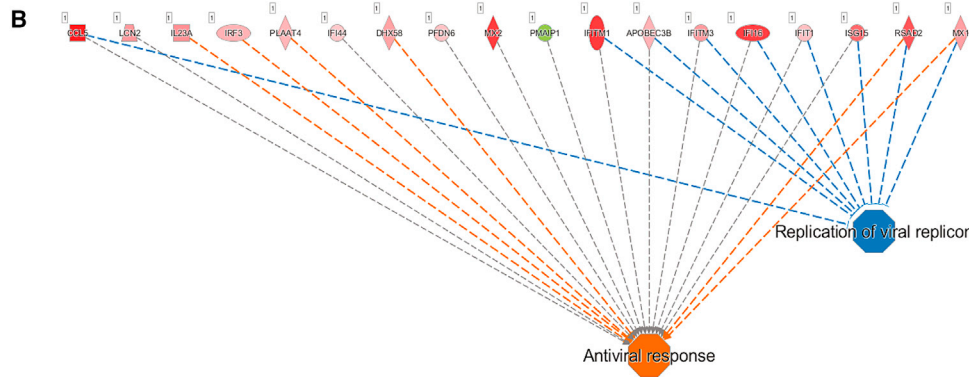 B
1 1 1 1 1 1 1 1 1 1 1 1 1 1 1 1 1 1
CCL5 LCN2 IL23A IRF3 PLAAT4 IFI44 DHX58 PFDN6 MX2 PMAIP1 IFITM1 APOBEC3B IFITM3 IFI16 IFIT1 ISG15 RSAD2 MX1
Replication of viral replicon
Antiviral response